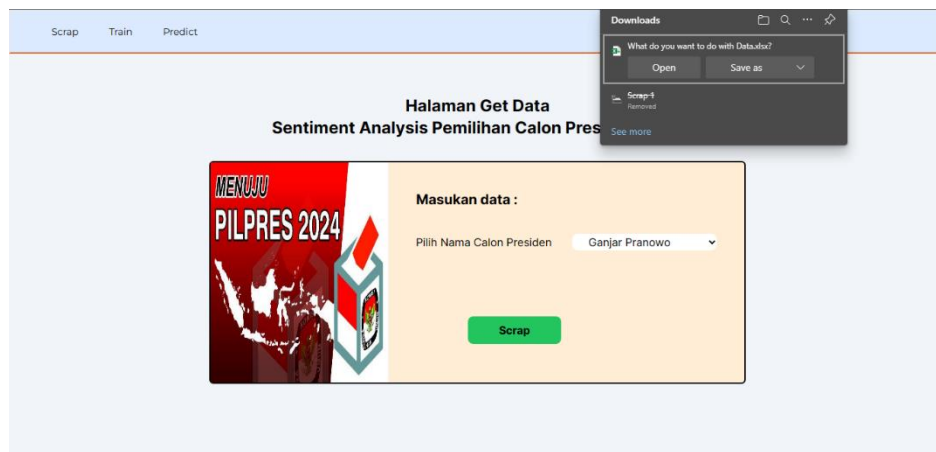 Scrap Train Predict
Downloads
What do you want to do with Data.xlsx?
Open Save as
Scrap 1
Removed
See more
Halaman Get Data
Sentiment Analysis Pemilihan Calon Pres
MENUJU
PILPRES 2024
Masukan data :
Pilih Nama Calon Presiden Ganjar Pranowo
Scrap